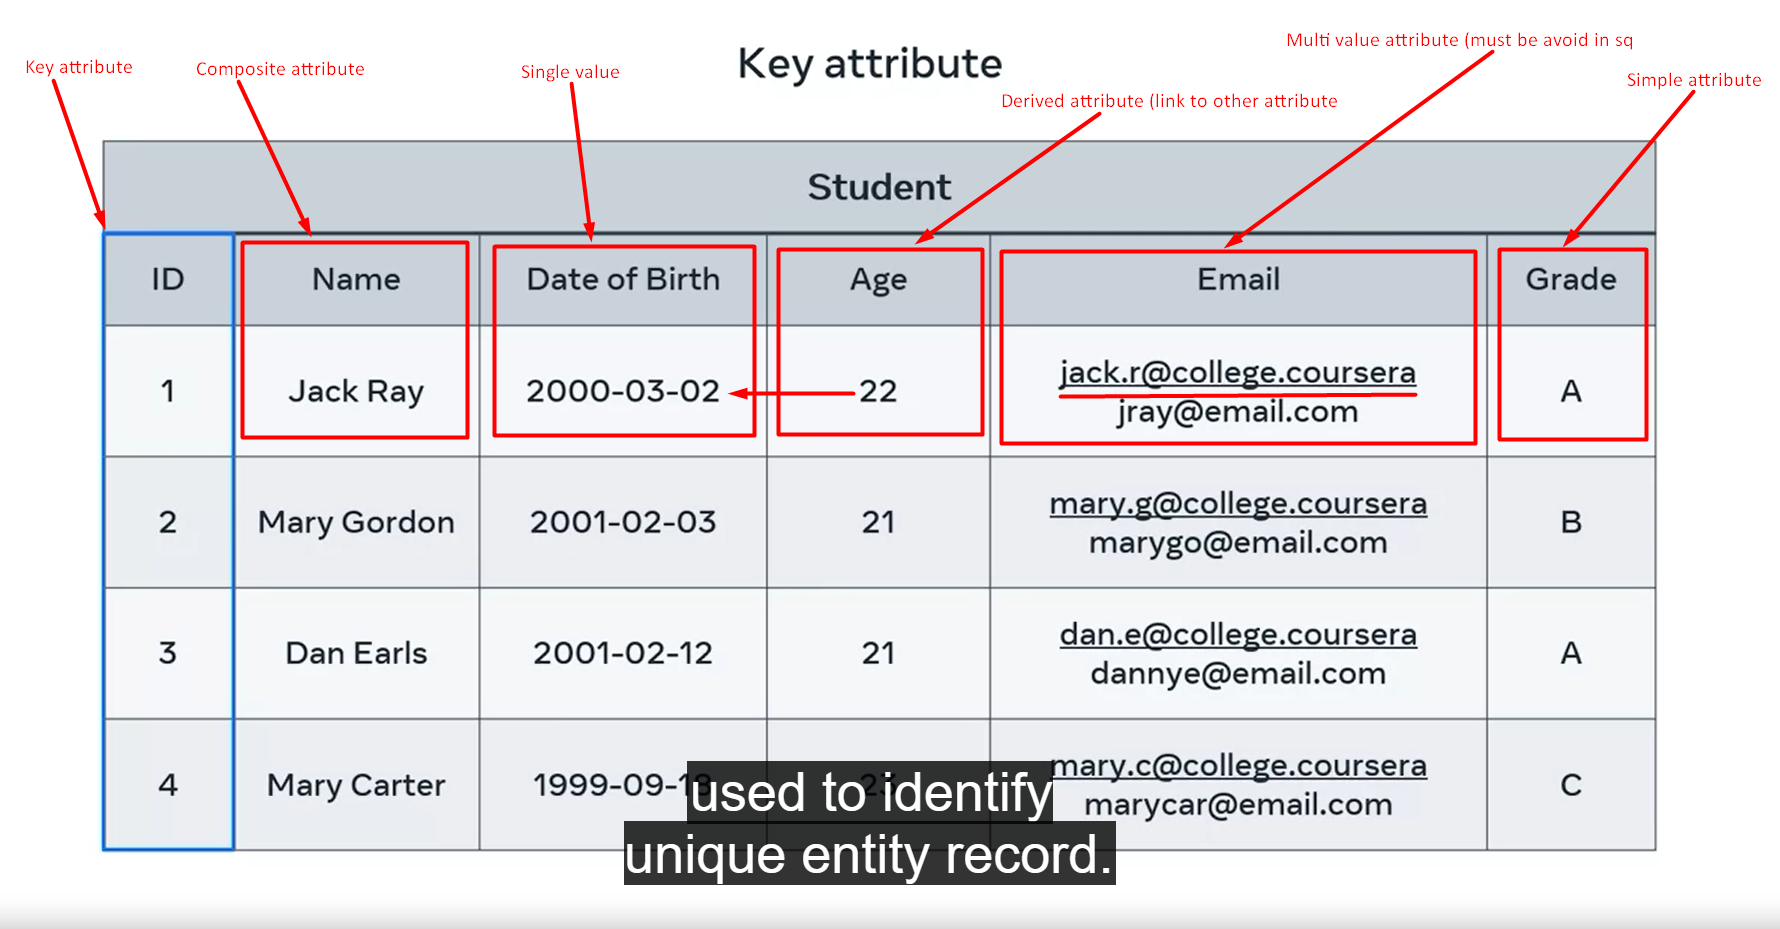 Key attribute
Composite attribute
Single value
Key attribute
Derived attribute (link to other attribute
Multi value attribute (must be avoid in sq
Simple attribute
Student
ID Name Date of Birth Age Email Grade
1 Jack Ray 2000-03-02 22 jack.r@college.coursera A
jray@email.com
2 Mary Gordon 2001-02-03 21 mary.g@college.coursera B
marygo@email.com
3 Dan Earls 2001-02-12 21 dan.e@college.coursera A
dannye@email.com
4 Mary Carter 1999-09-18 23 mary.c@college.coursera C
marycar@email.com
used to identify
unique entity record.